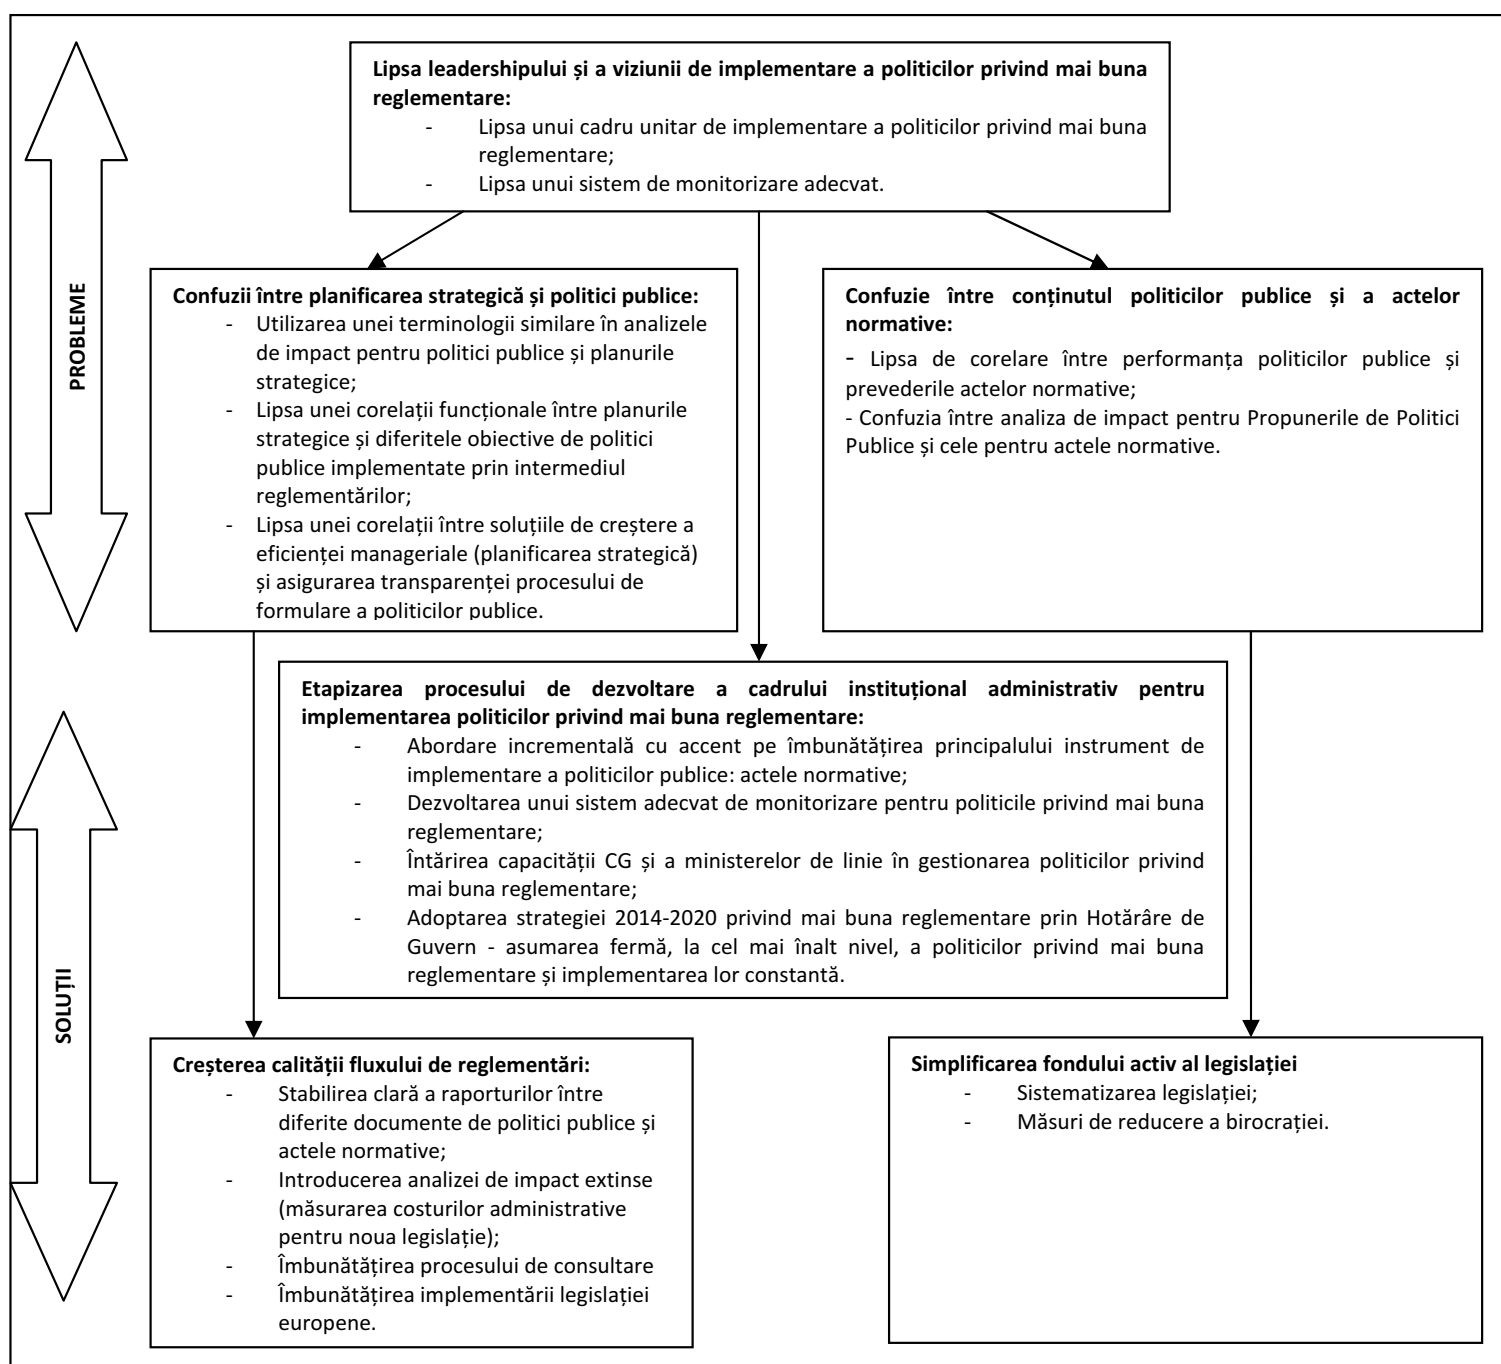 Lipsa leadershipului și a viziunii de implementare a politicilor privind mai buna
reglementare:
- Lipsa unui cadru unitar de implementare a politicilor privind mai buna
reglementare;
- Lipsa unui sistem de monitorizare adecvat.
PROBLEME
Confuzii între planificarea strategică și politici publice:
- Utilizarea unei terminologii similare în analizele
de impact pentru politici publice și planurile
strategice;
- Lipsa unei corelații funcționale între planurile
strategice și diferitele obiective de politici
publice implementate prin intermediul
reglementărilor;
- Lipsa unei corelații între soluțiile de creștere a
eficienței manageriale (planificarea strategică)
și asigurarea transparenței procesului de
formulare a politicilor publice.
Confuzie între conținutul politicilor publice și a actelor
normative:
- Lipsa de corelare între performanța politicilor publice și
prevederile actelor normative;
- Confuzia între analiza de impact pentru Propunerile de Politici
Publice și cele pentru actele normative.
Etapizarea procesului de dezvoltare a cadrului instituțional administrativ pentru
implementarea politicilor privind mai buna reglementare:
- Abordare incrementală cu accent pe îmbunătățirea principalului instrument de
implementare a politicilor publice: actele normative;
- Dezvoltarea unui sistem adecvat de monitorizare pentru politicile privind mai buna
reglementare;
- Întărirea capacității CG și a ministerelor de linie în gestionarea politicilor privind
mai buna reglementare;
- Adoptarea strategiei 2014-2020 privind mai buna reglementare prin Hotărâre de
Guvern - asumarea fermă, la cel mai înalt nivel, a politicilor privind mai buna
reglementare și implementarea lor constantă.
SOLUȚII
Creșterea calității fluxului de reglementări:
- Stabilirea clară a raporturilor între
diferite documente de politici publice și
actele normative;
- Introducerea analizei de impact extinse
(măsurarea costurilor administrative
pentru noua legislație);
- Îmbunătățirea procesului de consultare
- Îmbunătățirea implementării legislației
europene.
Simplificarea fondului activ al legislației
- Sistematizarea legislației;
- Măsuri de reducere a birocrației.